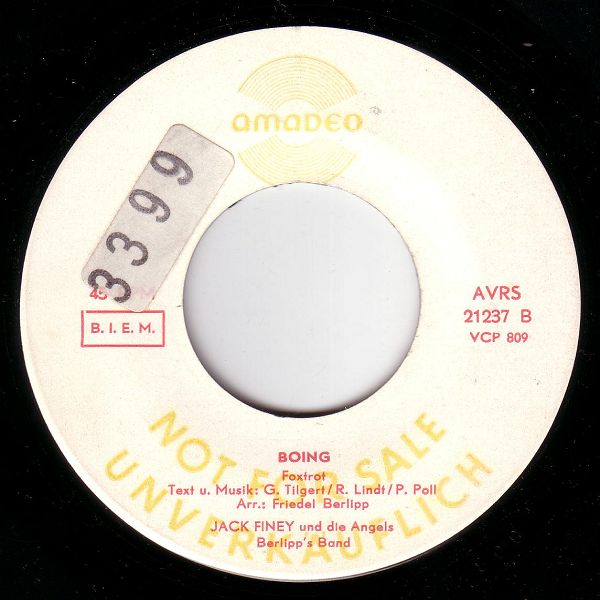 amadeo
3399
45
M.
B. I. E. M.
AVRS
21237 B
VCP 809
BOING
Foxtrot
Text u. Musik: G. Tilgert/R. Lindt/P. Poll
Arr.: Friedel Berlipp
JACK FINEY und die Angels
Berlipp's Band
NOT FOR SALE
UNVERKÄUFLICH